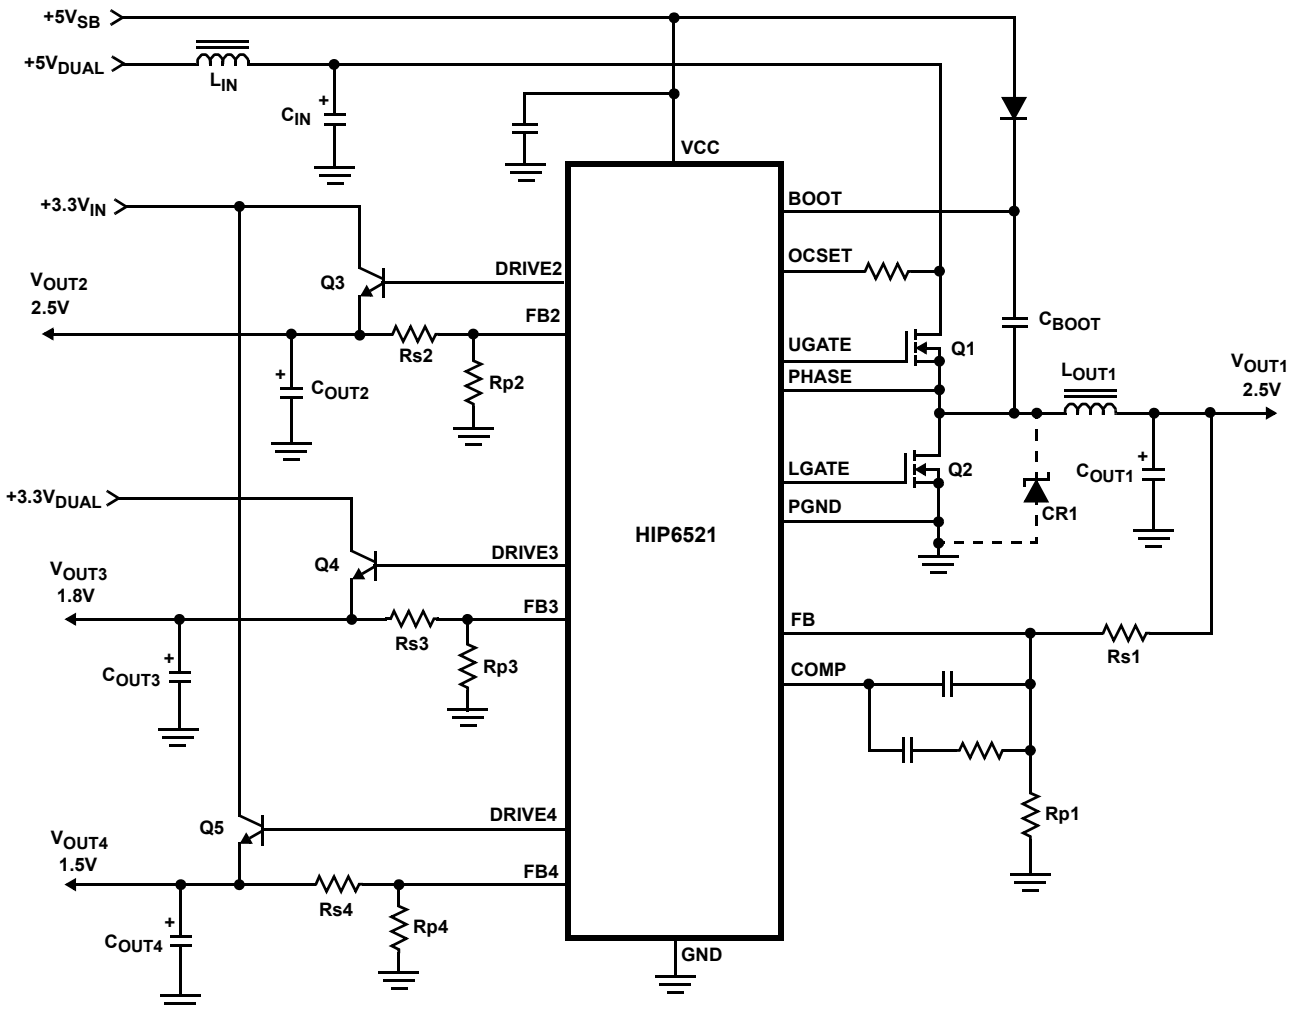 +5VSB
+5VDUAL
LIN
CIN
+
VCC
+3.3VIN
BOOT
OCSET
DRIVE2
Q3
VOUT2
2.5V
FB2
Rs2
Rp2
+
COUT2
UGATE
Q1
PHASE
CBOOT
LOUT1
VOUT1
2.5V
LGATE
Q2
PGND
CR1
+
COUT1
+3.3VDUAL
HIP6521
DRIVE3
Q4
VOUT3
1.8V
FB3
Rs3
Rp3
+
COUT3
FB
Rs1
COMP
Rp1
DRIVE4
Q5
VOUT4
1.5V
FB4
Rs4
Rp4
+
COUT4
GND